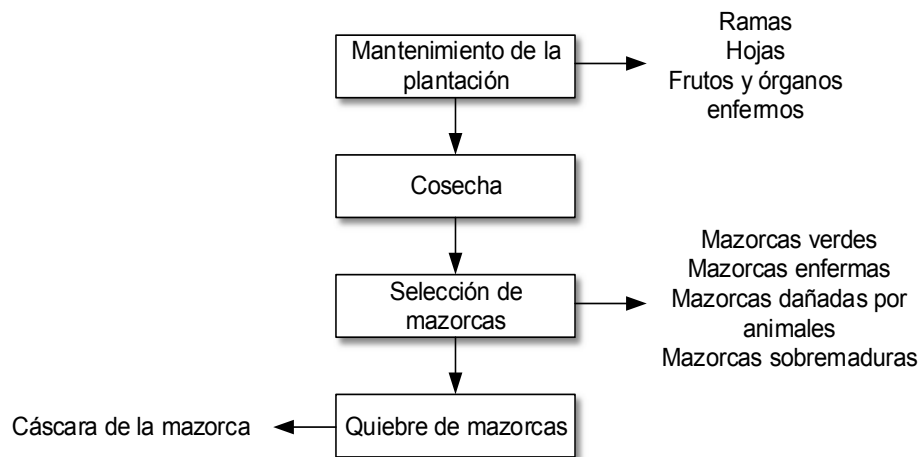 Mantenimiento de la
plantación
Ramas
Hojas
Frutos y órganos
enfermos
Cosecha
Selección de
mazorcas
Mazorcas verdes
Mazorcas enfermas
Mazorcas dañadas por
animales
Mazorcas sobremaduras
Cáscara de la mazorca
Quiebre de mazorcas